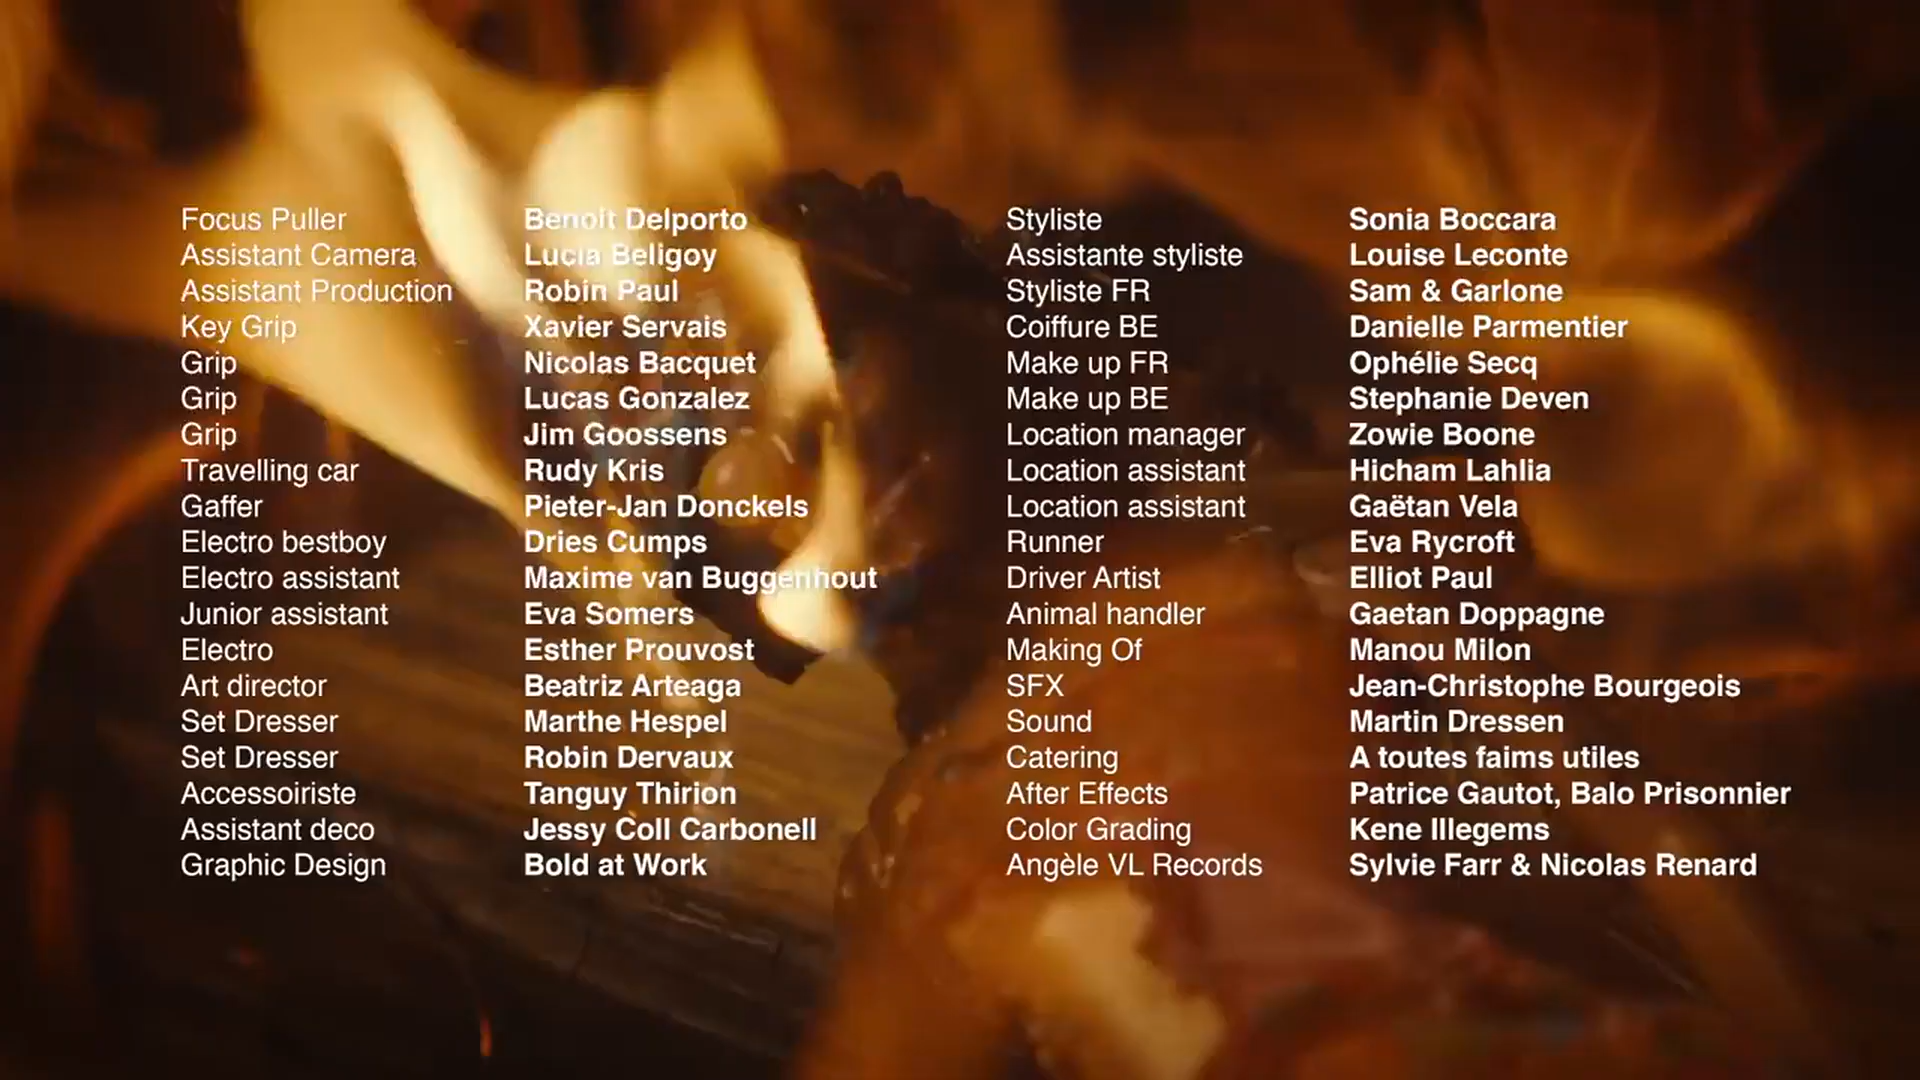 Focus Puller Benoit Delporto
Assistant Camera Lucia Beligoy
Assistant Production Robin Paul
Key Grip Xavier Servais
Grip Nicolas Bacquet
Grip Lucas Gonzalez
Grip Jim Goossens
Travelling car Rudy Kris
Gaffer Pieter-Jan Donckels
Electro bestboy Dries Cumps
Electro assistant Maxime van Buggenhout
Junior assistant Eva Somers
Electro Esther Prouvost
Art director Beatriz Arteaga
Set Dresser Marthe Hespel
Set Dresser Robin Dervaux
Accessoiriste Tanguy Thirion
Assistant deco Jessy Coll Carbonell
Graphic Design Bold at Work
Styliste Sonia Boccara
Assistante styliste Louise Leconte
Styliste FR Sam & Garlone
Coiffure BE Danielle Parmentier
Make up FR Ophélie Secq
Make up BE Stephanie Deven
Location manager Zowie Boone
Location assistant Hicham Lahlia
Location assistant Gaëtan Vela
Runner Eva Rycroft
Driver Artist Elliot Paul
Animal handler Gaetan Doppagne
Making Of Manou Milon
SFX Jean-Christophe Bourgeois
Sound Martin Dressen
Catering A toutes faims utiles
After Effects Patrice Gautot, Balo Prisonnier
Color Grading Kene Illegems
Angèle VL Records Sylvie Farr & Nicolas Renard